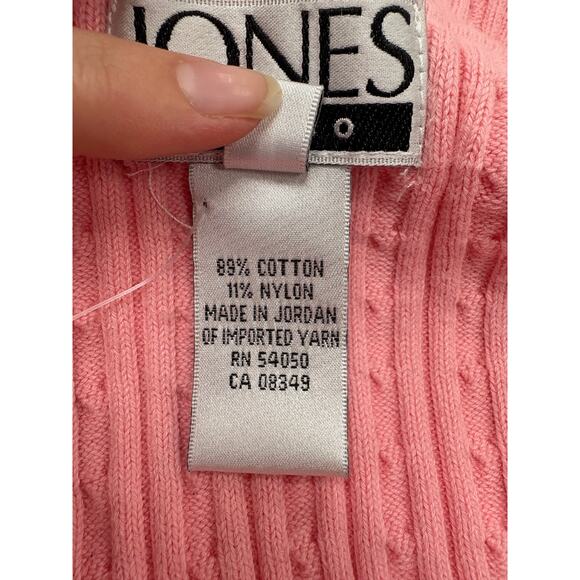 JONES
O
89% COTTON
11% NYLON
MADE IN JORDAN
OF IMPORTED YARN
RN 54050
CA 08349